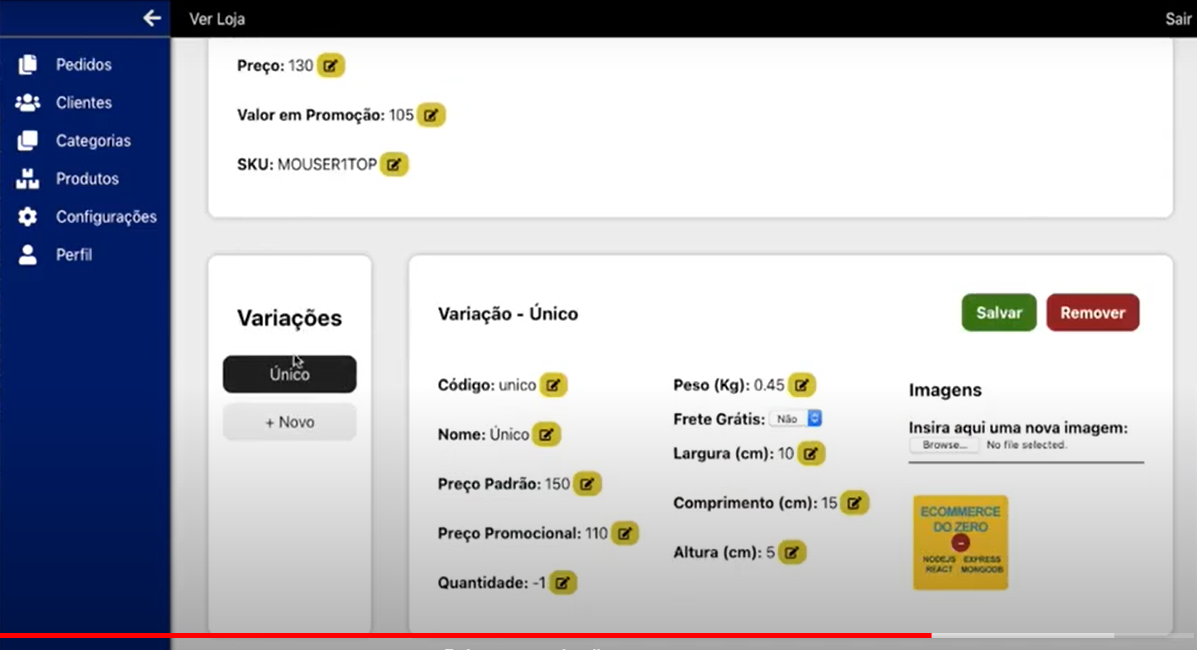 Ver Loja
Sair
Pedidos
Clientes
Categorias
Produtos
Configurações
Perfil
Preço: 130
Valor em Promoção: 105
SKU: MOUSER1TOP
Variações
Único
+ Novo
Variação - Único
Salvar
Remover
Código: unico
Nome: Único
Preço Padrão: 150
Preço Promocional: 110
Quantidade: -1
Peso (Kg): 0.45
Frete Grátis: Não
Largura (cm): 10
Comprimento (cm): 15
Altura (cm): 5
Imagens
Insira aqui uma nova imagem:
Browse... No file selected.
ECOMMERCE
DO ZERO
NODEJS EXPRESS
REACT MONGODB